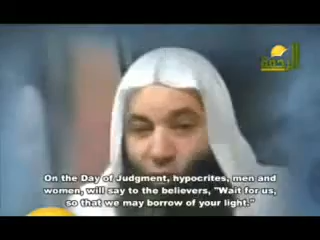 الرحمة
On the Day of Judgment, hypocrites, men and
women, will say to the believers, "Wait for us,
so that we may borrow of your light."